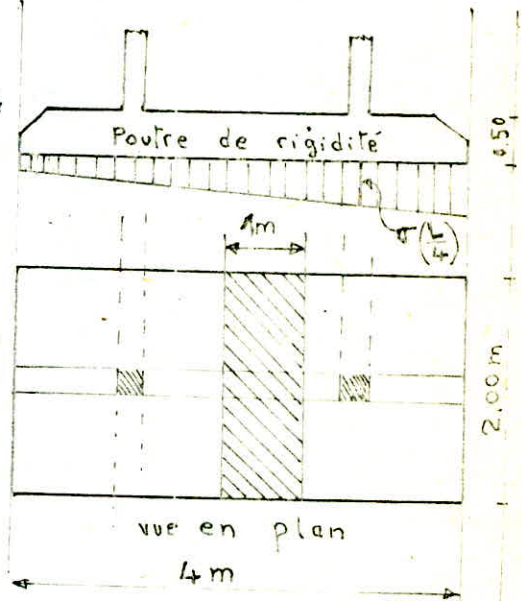 Poutre de rigidité
0.50
σ(L/4)
1m
2.00m
vue en plan
4m